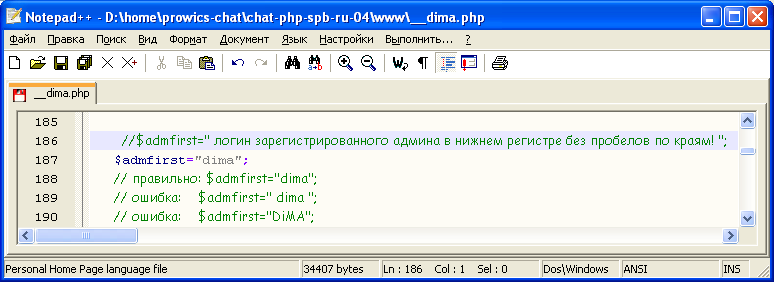 Notepad++ - D:\home\prowics-chat\chat-php-spb-ru-04\www\__dima.php
Файл Правка Поиск Вид Формат Документ Язык Настройки Выполнить... ?
__dima.php
185
186 //$admfirst=" логин зарегистрированного админа в нижнем регистре без пробелов по краям! ";
187 $admfirst="dima";
188 // правильно: $admfirst="dima";
189 // ошибка: $admfirst=" dima ";
190 // ошибка: $admfirst="DiMA";
Personal Home Page language file 34407 bytes Ln : 186 Col : 1 Sel : 0 Dos\Windows ANSI INS